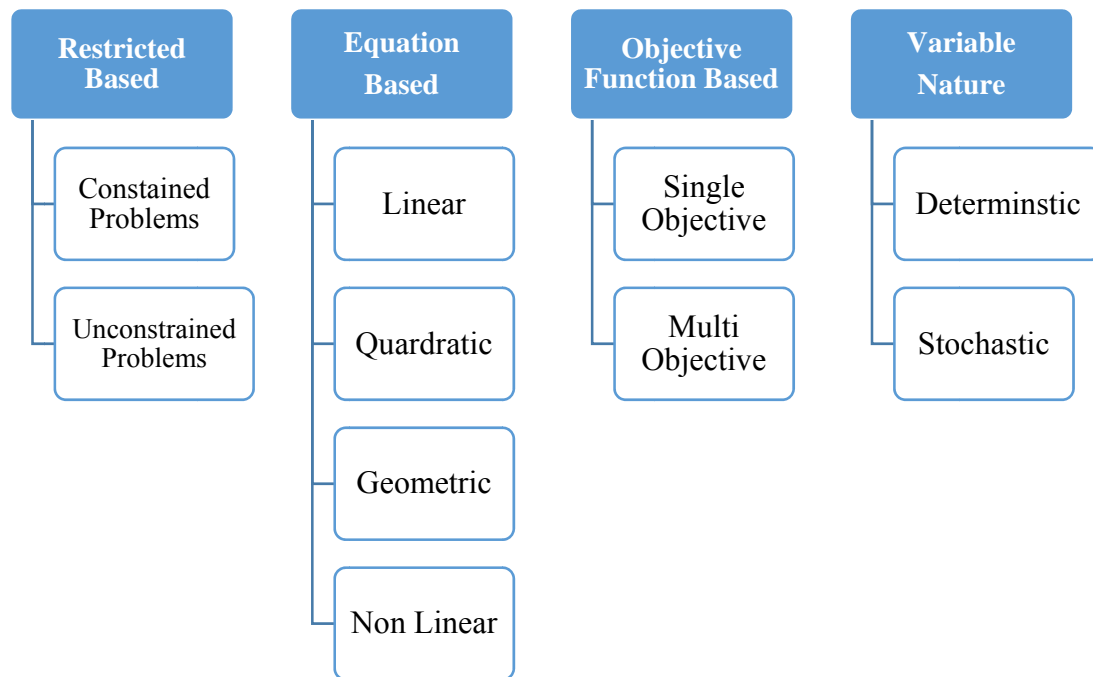 Restricted
Based
Constained
Problems
Unconstrained
Problems
Equation
Based
Linear
Quardratic
Geometric
Non Linear
Objective
Function Based
Single
Objective
Multi
Objective
Variable
Nature
Determinstic
Stochastic